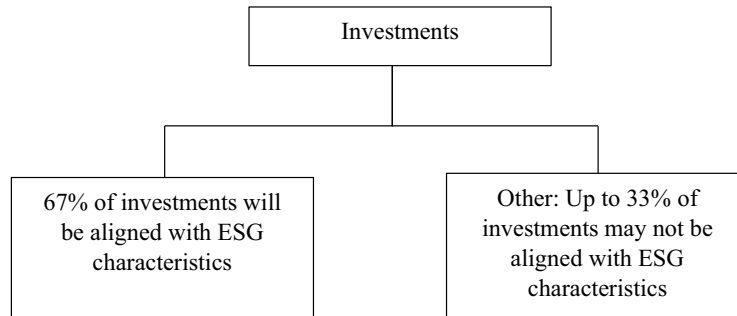 Investments
67% of investments will
be aligned with ESG
characteristics
Other: Up to 33% of
investments may not be
aligned with ESG
characteristics